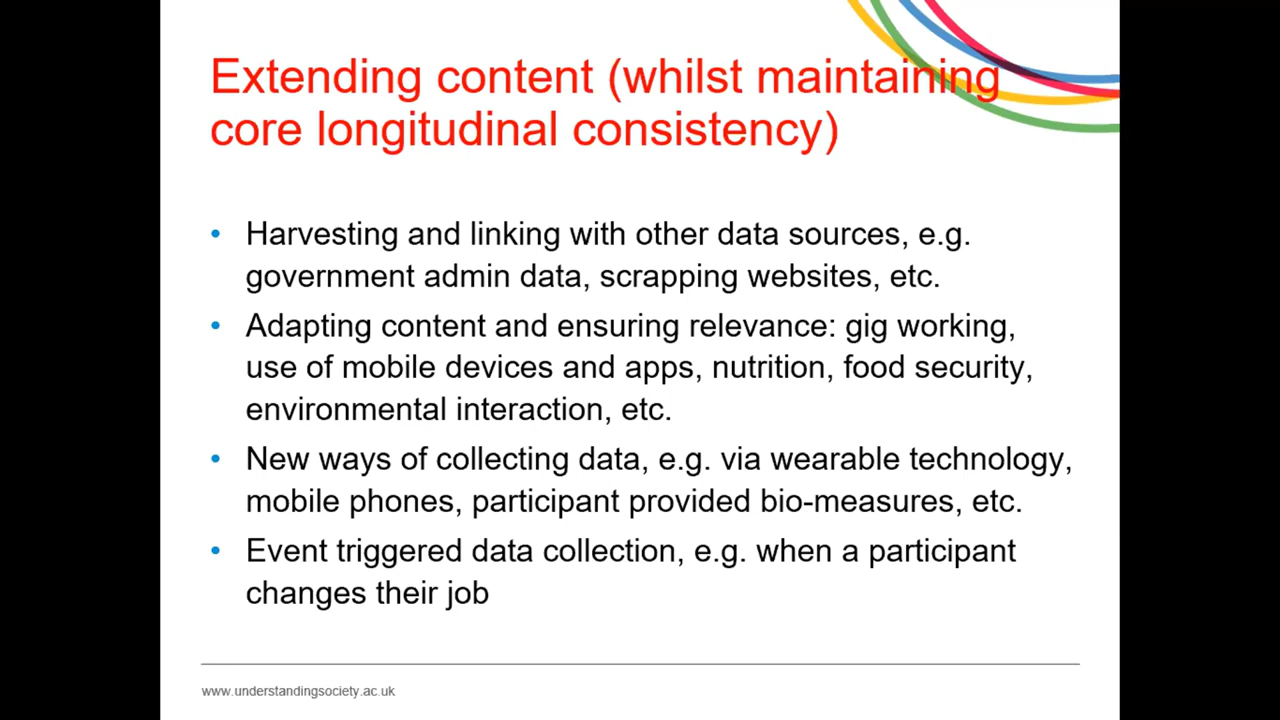 Extending content (whilst maintaining
core longitudinal consistency)
• Harvesting and linking with other data sources, e.g.
government admin data, scrapping websites, etc.
• Adapting content and ensuring relevance: gig working,
use of mobile devices and apps, nutrition, food security,
environmental interaction, etc.
• New ways of collecting data, e.g. via wearable technology,
mobile phones, participant provided bio-measures, etc.
• Event triggered data collection, e.g. when a participant
changes their job
www.understandingsociety.ac.uk